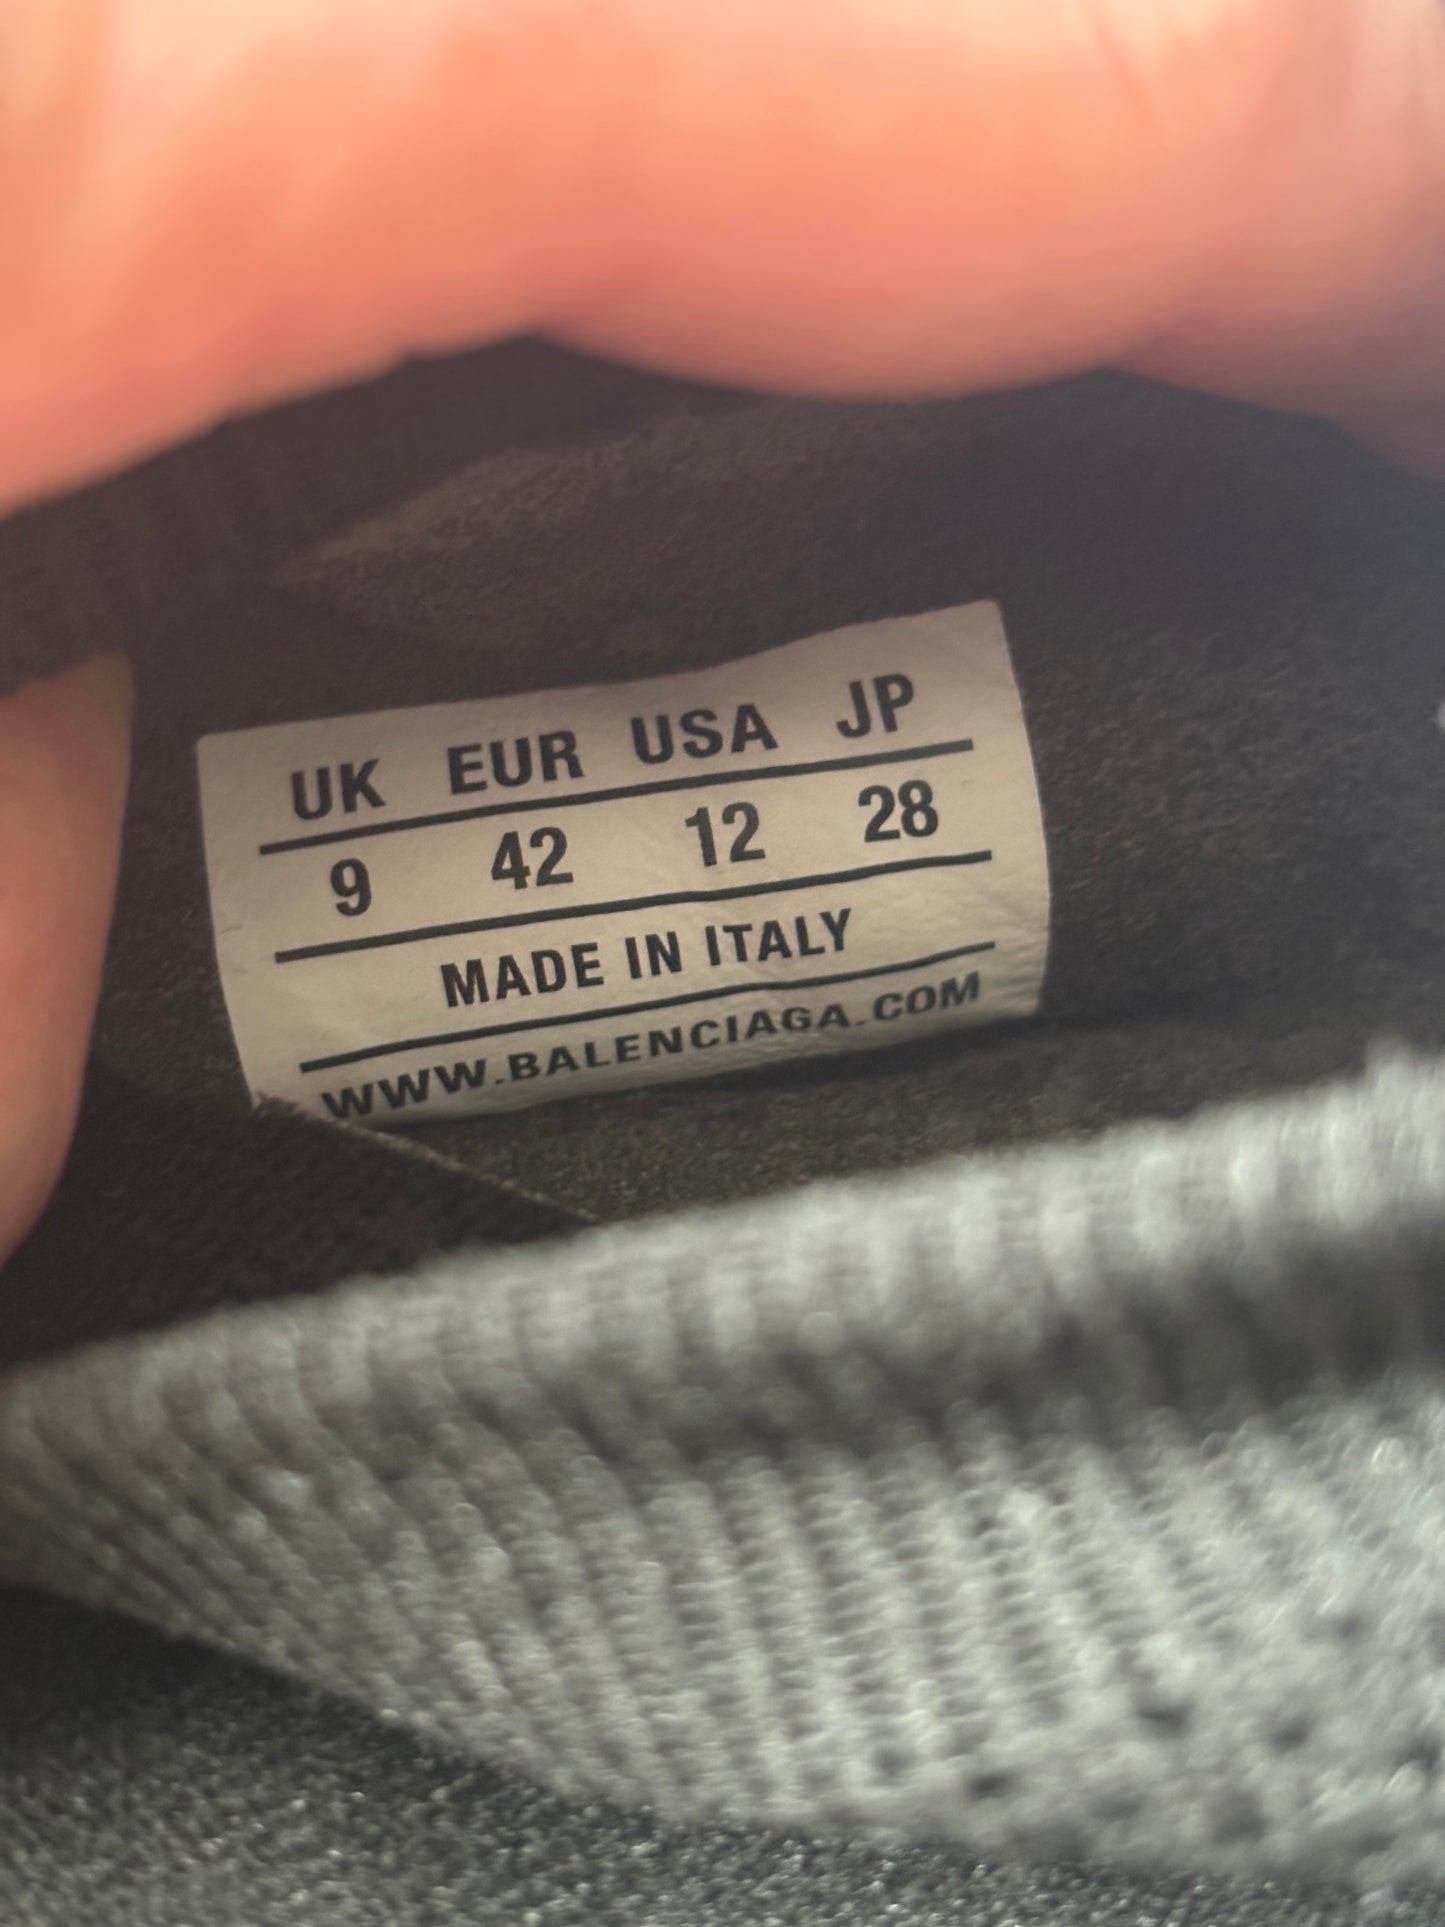 UK EUR USA JP
9 42 12 28
MADE IN ITALY
WWW.BALENCIAGA.COM